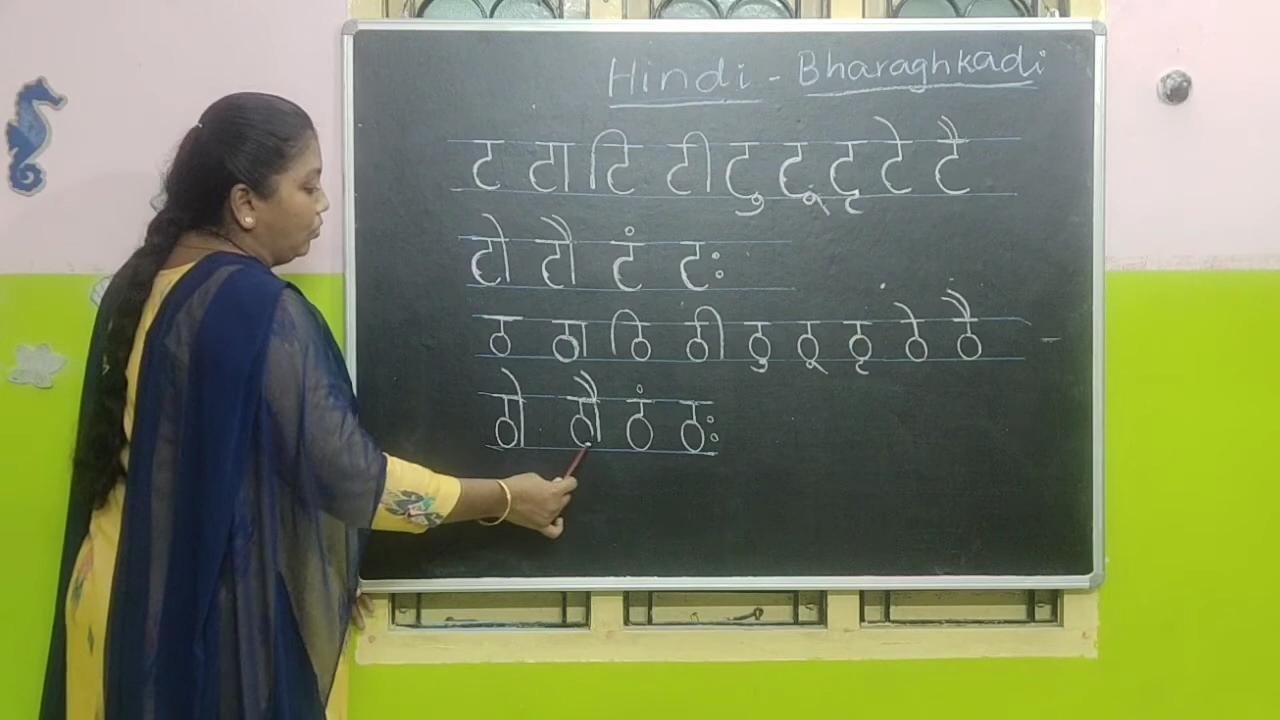 Hindi - Bharaghkadi
ट टा टि टी टु टू टृ टे टै
टो टौ टं टः
ठ ठा ठि ठी ठु ठू ठृ ठे ठै
ठो ठौ ठं ठः